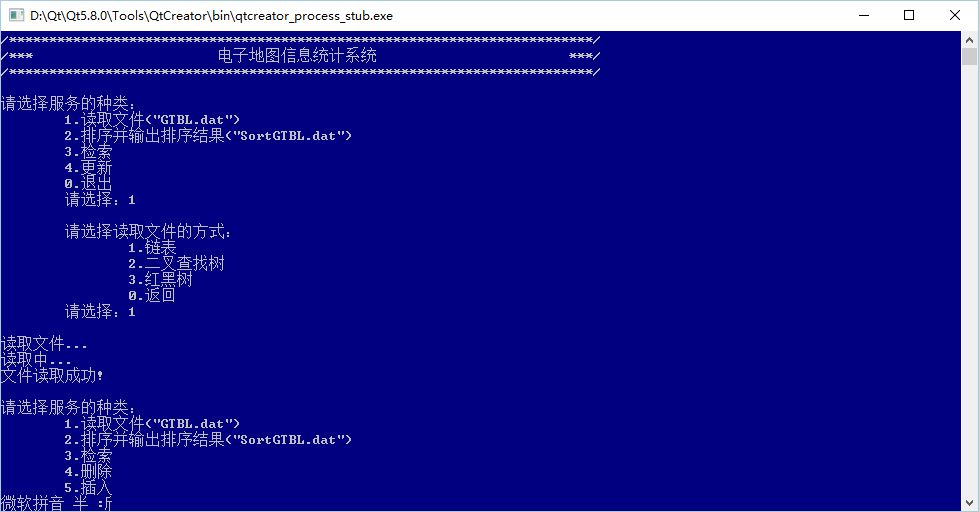 D:\Qt\Qt5.8.0\Tools\QtCreator\bin\qtcreator_process_stub.exe
/*************************************************************************/
/*** 电子地图信息统计系统 ***/
/*************************************************************************/
请选择服务的种类:
1.读取文件("GTBL.dat")
2.排序并输出排序结果("SortGTBL.dat")
3.检索
4.更新
0.退出
请选择: 1
请选择读取文件的方式:
1.链表
2.二叉查找树
3.红黑树
0.返回
请选择: 1
读取文件...
读取中...
文件读取成功!
请选择服务的种类:
1.读取文件("GTBL.dat")
2.排序并输出排序结果("SortGTBL.dat")
3.检索
4.删除
5.插入
微软拼音 半 :